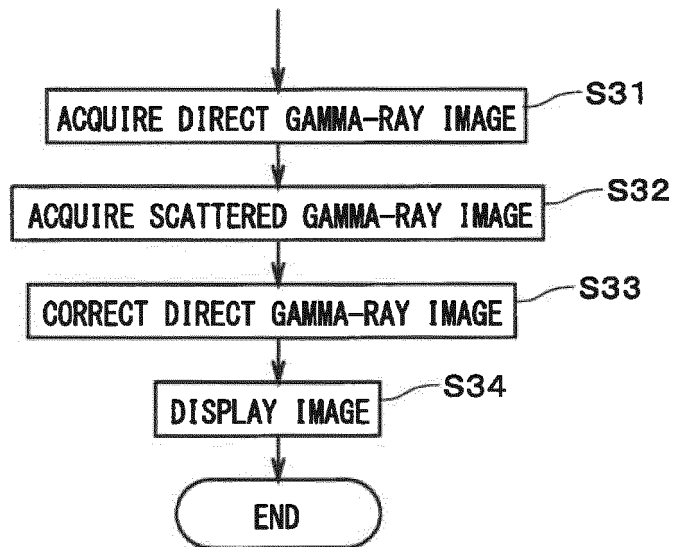 S31
ACQUIRE DIRECT GAMMA-RAY IMAGE
S32
ACQUIRE SCATTERED GAMMA-RAY IMAGE
S33
CORRECT DIRECT GAMMA-RAY IMAGE
S34
DISPLAY IMAGE
END